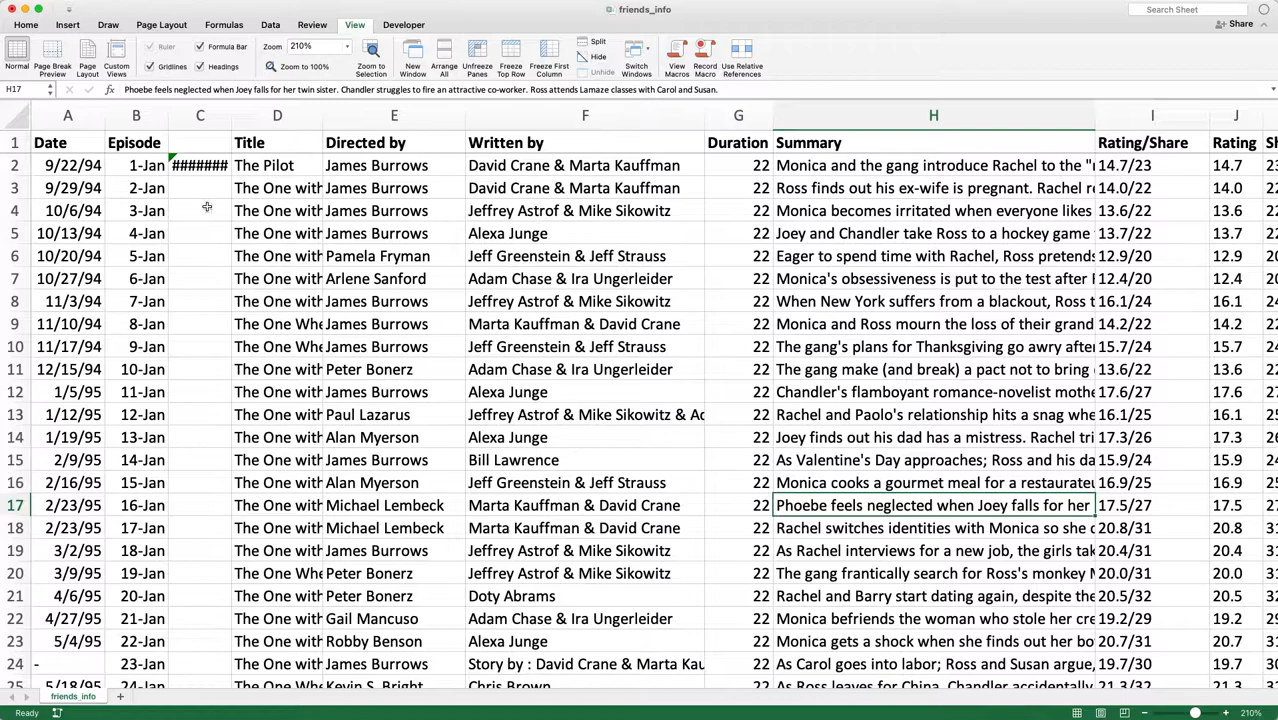 friends_info
Search Sheet
Home Insert Draw Page Layout Formulas Data Review View Developer
Share
Normal Page Break Preview Page Layout Custom Views Ruler Formula Bar Gridlines Headings Zoom 210% Zoom to 100% Zoom to Selection New Window Arrange All Unfreeze Panes Freeze Top Row Freeze First Column Split Hide Unhide Switch Windows View Macros Record Macro Use Relative References
H17 fx Phoebe feels neglected when Joey falls for her twin sister. Chandler struggles to fire an attractive co-worker. Ross attends Lamaze classes with Carol and Susan.
A B C D E F G H I J
1 Date Episode Title Directed by Written by Duration Summary Rating/Share Rating
2 9/22/94 1-Jan ####### The Pilot James Burrows David Crane & Marta Kauffman 22 Monica and the gang introduce Rachel to the " 14.7/23 14.7
3 9/29/94 2-Jan The One with James Burrows David Crane & Marta Kauffman 22 Ross finds out his ex-wife is pregnant. Rachel r 14.0/22 14.0
4 10/6/94 3-Jan The One with James Burrows Jeffrey Astrof & Mike Sikowitz 22 Monica becomes irritated when everyone likes 13.6/22 13.6
5 10/13/94 4-Jan The One with James Burrows Alexa Junge 22 Joey and Chandler take Ross to a hockey game 13.7/22 13.7
6 10/20/94 5-Jan The One with Pamela Fryman Jeff Greenstein & Jeff Strauss 22 Eager to spend time with Rachel, Ross pretends 12.9/20 12.9
7 10/27/94 6-Jan The One with Arlene Sanford Adam Chase & Ira Ungerleider 22 Monica's obsessiveness is put to the test after 12.4/20 12.4
8 11/3/94 7-Jan The One with James Burrows Jeffrey Astrof & Mike Sikowitz 22 When New York suffers from a blackout, Ross t 16.1/24 16.1
9 11/10/94 8-Jan The One Whe James Burrows Marta Kauffman & David Crane 22 Monica and Ross mourn the loss of their grand 14.2/22 14.2
10 11/17/94 9-Jan The One Whe James Burrows Jeff Greenstein & Jeff Strauss 22 The gang's plans for Thanksgiving go awry after 15.7/24 15.7
11 12/15/94 10-Jan The One with Peter Bonerz Adam Chase & Ira Ungerleider 22 The gang make (and break) a pact not to bring 13.6/22 13.6
12 1/5/95 11-Jan The One with James Burrows Alexa Junge 22 Chandler's flamboyant romance-novelist mothe 17.6/27 17.6
13 1/12/95 12-Jan The One with Paul Lazarus Jeffrey Astrof & Mike Sikowitz & Ad 22 Rachel and Paolo's relationship hits a snag whe 16.1/25 16.1
14 1/19/95 13-Jan The One with Alan Myerson Alexa Junge 22 Joey finds out his dad has a mistress. Rachel tri 17.3/26 17.3
15 2/9/95 14-Jan The One with James Burrows Bill Lawrence 22 As Valentine's Day approaches; Ross and his da 15.9/24 15.9
16 2/16/95 15-Jan The One with Alan Myerson Jeff Greenstein & Jeff Strauss 22 Monica cooks a gourmet meal for a restaurateu 16.9/25 16.9
17 2/23/95 16-Jan The One with Michael Lembeck Marta Kauffman & David Crane 22 Phoebe feels neglected when Joey falls for her 17.5/27 17.5
18 2/23/95 17-Jan The One with Michael Lembeck Marta Kauffman & David Crane 22 Rachel switches identities with Monica so she c 20.8/31 20.8
19 3/2/95 18-Jan The One with James Burrows Jeffrey Astrof & Mike Sikowitz 22 As Rachel interviews for a new job, the girls tak 20.4/31 20.4
20 3/9/95 19-Jan The One Whe Peter Bonerz Jeffrey Astrof & Mike Sikowitz 22 The gang frantically search for Ross's monkey M 20.0/31 20.0
21 4/6/95 20-Jan The One with Peter Bonerz Doty Abrams 22 Rachel and Barry start dating again, despite the 20.5/32 20.5
22 4/27/95 21-Jan The One with Gail Mancuso Adam Chase & Ira Ungerleider 22 Monica befriends the woman who stole her cre 19.2/29 19.2
23 5/4/95 22-Jan The One with Robby Benson Alexa Junge 22 Monica gets a shock when she finds out her bo 20.7/31 20.7
24 - 23-Jan The One with James Burrows Story by : David Crane & Marta Kau 22 As Carol goes into labor; Ross and Susan argue, 19.7/30 19.7
25 5/18/95 24-Jan The One with Kevin S. Bright Chris Brown 22 As Ross leaves for China, Chandler accidentally 21.3/32 21.3
friends_info +
Ready 210%